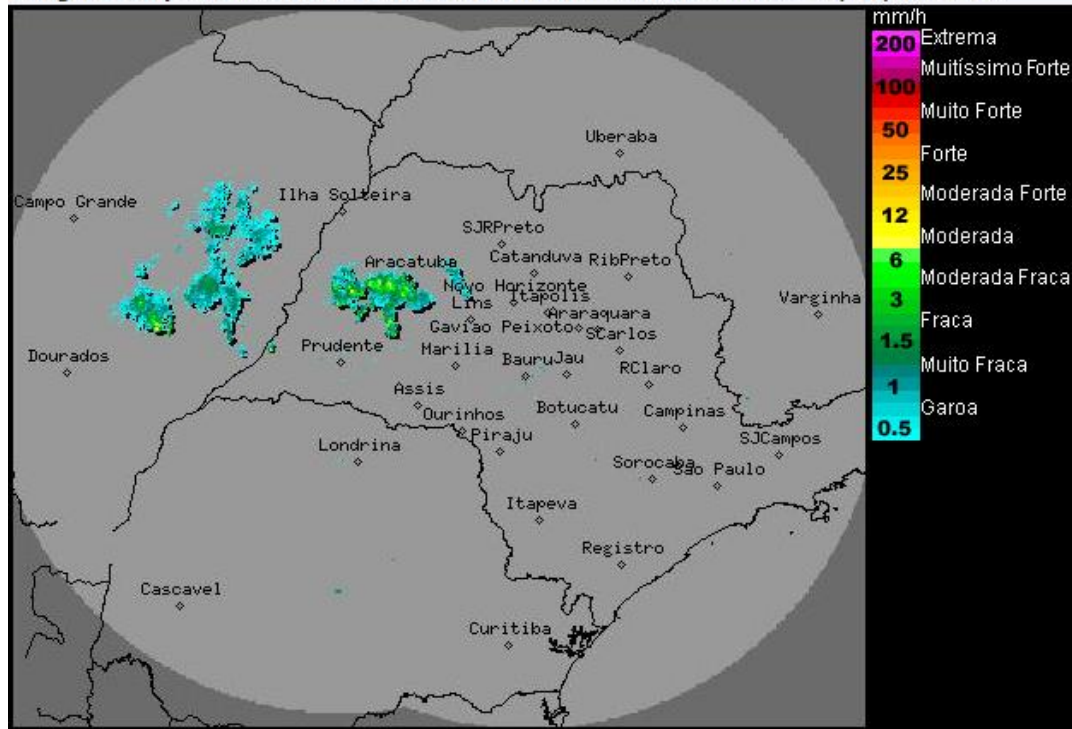 mm/h
200 Extrema
Muitíssimo Forte
100
Muito Forte
50
Forte
25
Moderada Forte
12
Moderada
6
Moderada Fraca
3
Fraca
1.5
Muito Fraca
1
Garoa
0.5
Uberaba
Campo Grande
Ilha Solteira
SJRPreto
Aracatuba
Catanduva
RibPreto
Novo Horizonte
Itapolis
Lins
Araraquara
Varginha
Gaviao Peixoto
SCarlos
Prudente
Marilia
Dourados
Bauru
Jau
RClaro
Assis
Ourinhos
Botucatu
Campinas
Piraju
Londrina
SJCampos
Sorocaba
Sao Paulo
Itapeva
Registro
Cascavel
Curitiba